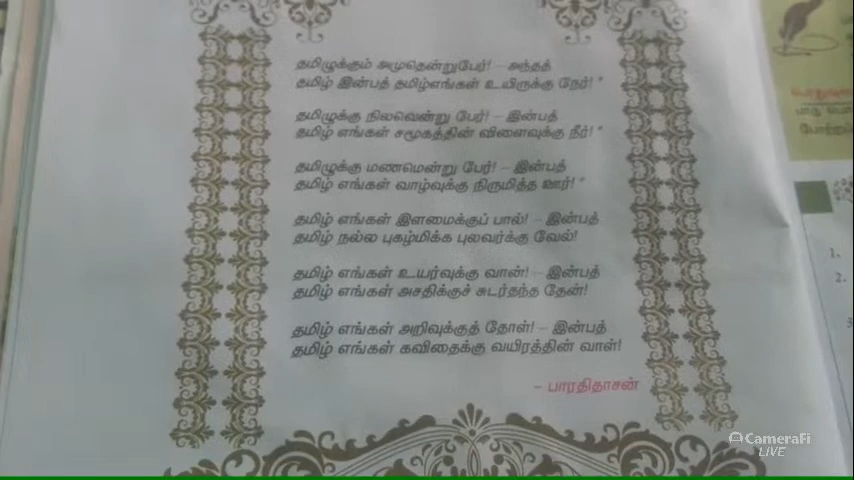 தமிழுக்கும் அமுதென்றுபேர்! – அந்தத்
தமிழ் இன்பத் தமிழ்எங்கள் உயிருக்கு நேர்! *
தமிழுக்கு நிலவென்று பேர்! – இன்பத்
தமிழ் எங்கள் சமூகத்தின் விளைவுக்கு நீர்! *
தமிழுக்கு மணமென்று பேர்! – இன்பத்
தமிழ் எங்கள் வாழ்வுக்கு நிருமித்த ஊர்! *
தமிழ் எங்கள் இளமைக்குப் பால்! – இன்பத்
தமிழ் நல்ல புகழ்மிக்க புலவர்க்கு வேல்!
தமிழ் எங்கள் உயர்வுக்கு வான்! – இன்பத்
தமிழ் எங்கள் அசதிக்குச் சுடர்தந்த தேன்!
தமிழ் எங்கள் அறிவுக்குத் தோள்! – இன்பத்
தமிழ் எங்கள் கவிதைக்கு வயிரத்தின் வாள்!
– பாரதிதாசன்
1.
2.
3
CameraFi
LIVE